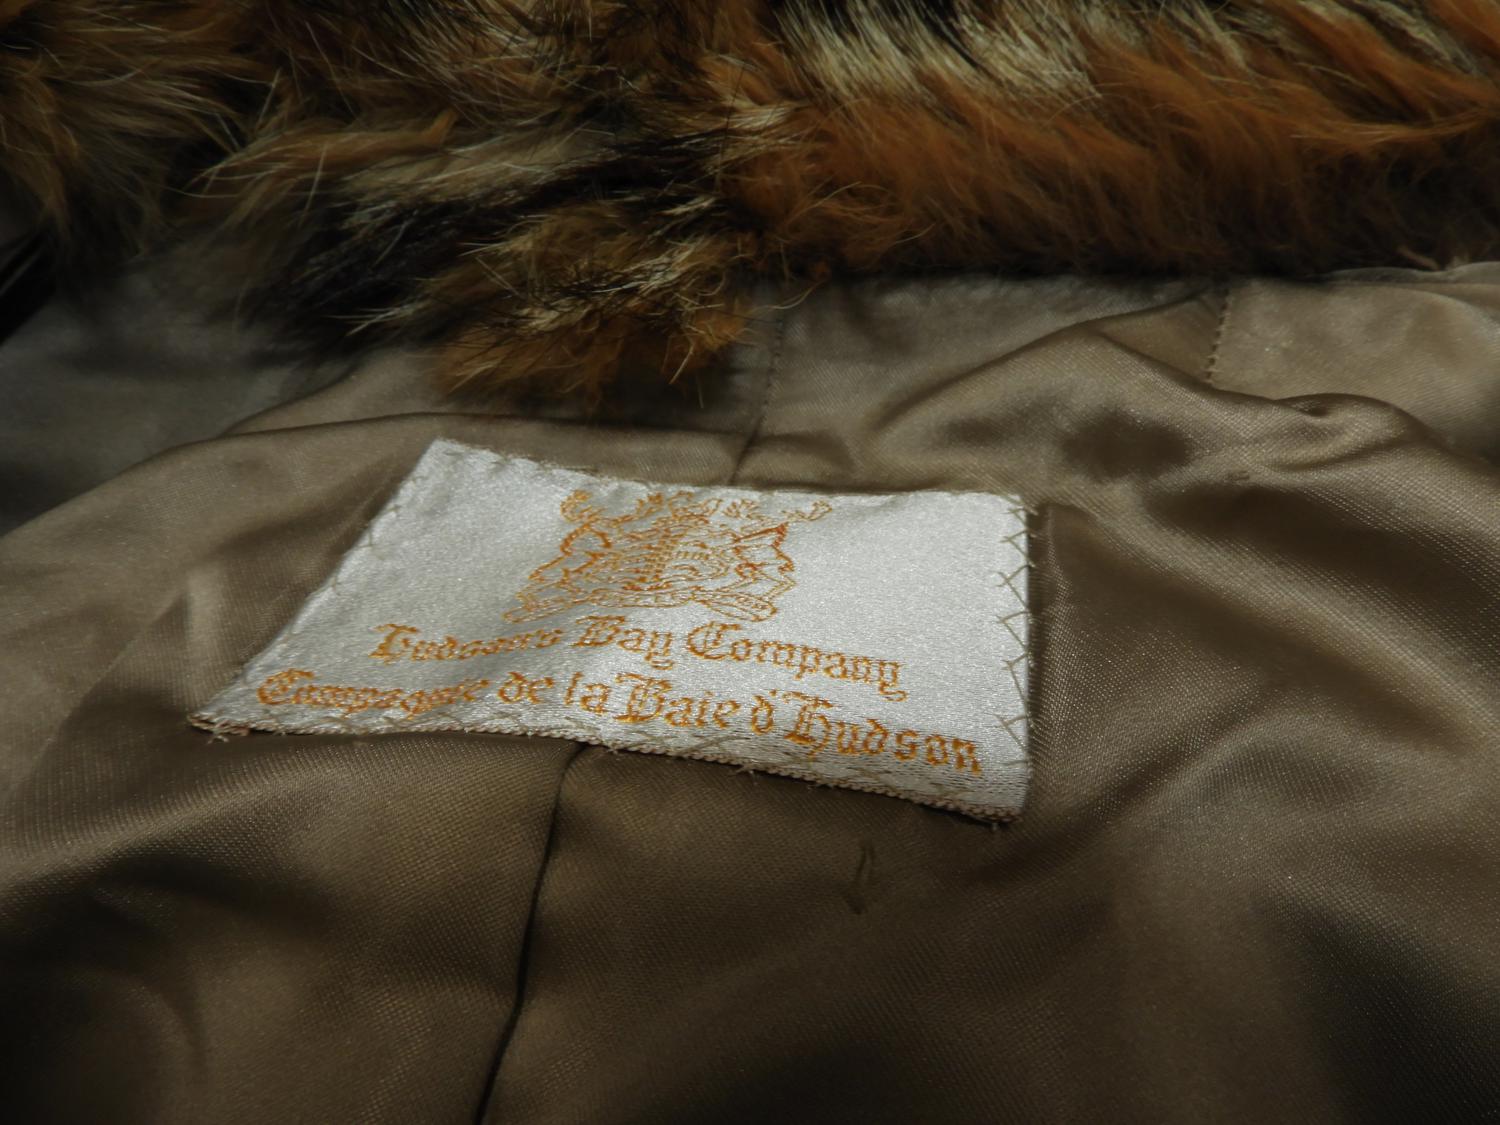 Hudson's Bay Company
Compagnie de la Baie d'Hudson